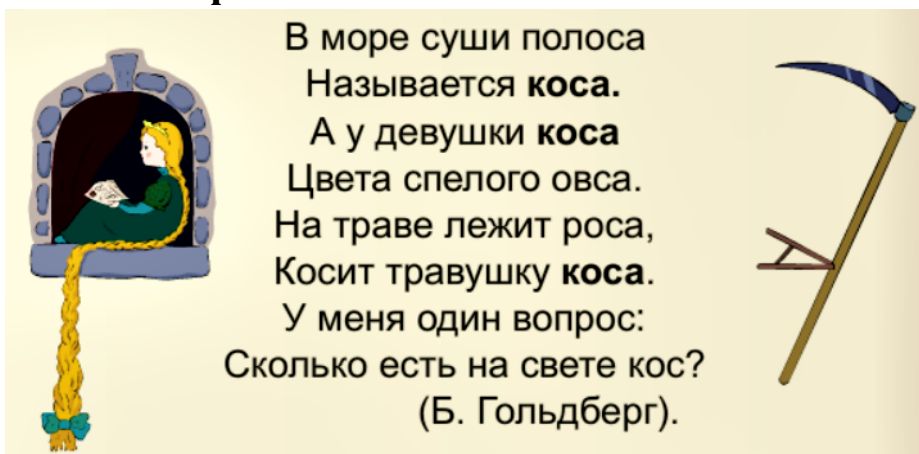 В море суши полоса
Называется коса.
А у девушки коса
Цвета спелого овса.
На траве лежит роса,
Косит травушку коса.
У меня один вопрос:
Сколько есть на свете кос?
(Б. Гольдберг).